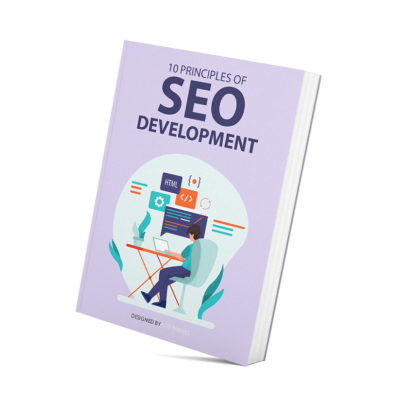 10 PRINCIPLES OF
SEO
DEVELOPMENT
HTML
{•}
</>
DESIGNED BY